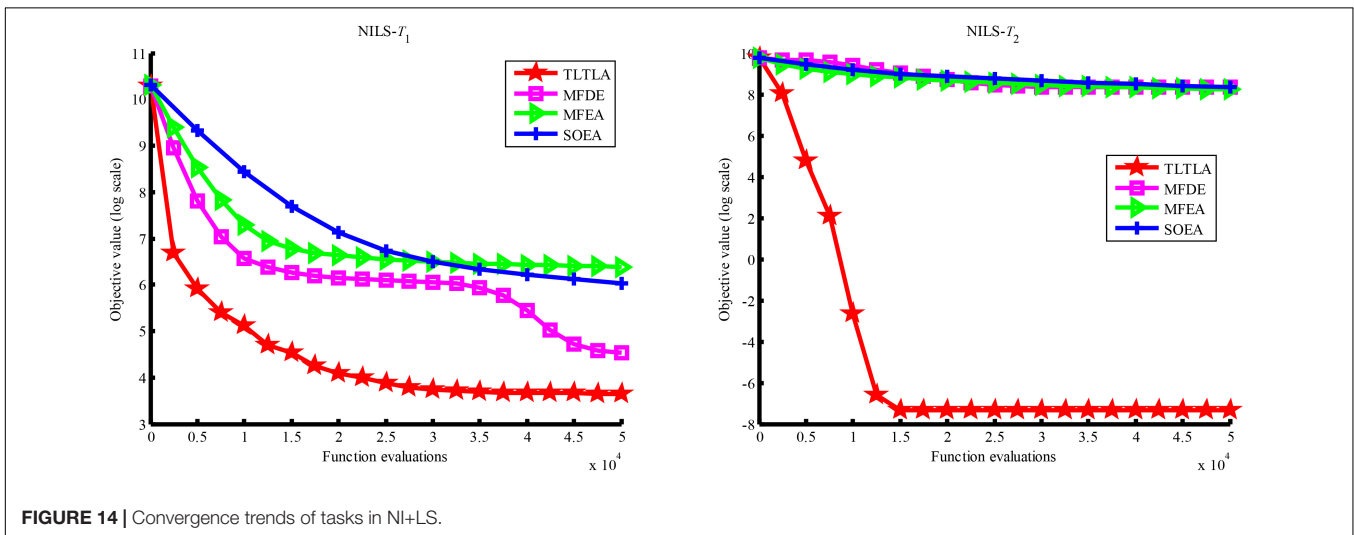 NILS-T1
11
10
9
8
7
6
5
4
3
Objective value (log scale)
TLTLA
MFDE
MFEA
SOEA
0 0.5 1 1.5 2 2.5 3 3.5 4 4.5 5
Function evaluations
x 10^4
NILS-T2
10
8
6
4
2
0
-2
-4
-6
-8
Objective value (log scale)
TLTLA
MFDE
MFEA
SOEA
0 0.5 1 1.5 2 2.5 3 3.5 4 4.5 5
Function evaluations
x 10^4
FIGURE 14 | Convergence trends of tasks in NI+LS.